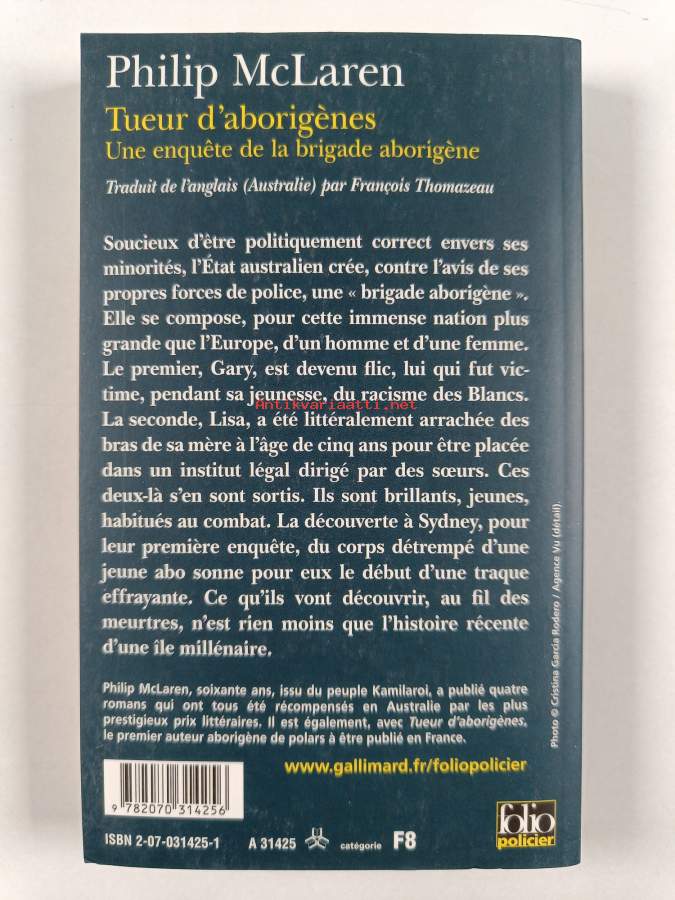 Philip McLaren
Tueur d'aborigènes
Une enquête de la brigade aborigène
Traduit de l'anglais (Australie) par François Thomazeau
Soucieux d'être politiquement correct envers ses
minorités, l'État australien crée, contre l'avis de ses
propres forces de police, une « brigade aborigène ».
Elle se compose, pour cette immense nation plus
grande que l'Europe, d'un homme et d'une femme.
Le premier, Gary, est devenu flic, lui qui fut vic-
time, pendant sa jeunesse, du racisme des Blancs.
Antikvariaatti.net
La seconde, Lisa, a été littéralement arrachée des
bras de sa mère à l'âge de cinq ans pour être placée
dans un institut légal dirigé par des sœurs. Ces
deux-là s'en sont sortis. Ils sont brillants, jeunes,
habitués au combat. La découverte à Sydney, pour
leur première enquête, du corps détrempé d'une
jeune abo sonne pour eux le début d'une traque
effrayante. Ce qu'ils vont découvrir, au fil des
meurtres, n'est rien moins que l'histoire récente
d'une île millénaire.
Philip McLaren, soixante ans, issu du peuple Kamilaroi, a publié quatre
romans qui ont tous été récompensés en Australie par les plus
prestigieux prix littéraires. Il est également, avec Tueur d'aborigènes,
le premier auteur aborigène de polars à être publié en France.
Photo © Cristina Garcia Rodero / Agence Vu (détail).
www.gallimard.fr/foliopolicier
9 782070 314256
ISBN 2-07-031425-1 A 31425 catégorie F8
folio
policier